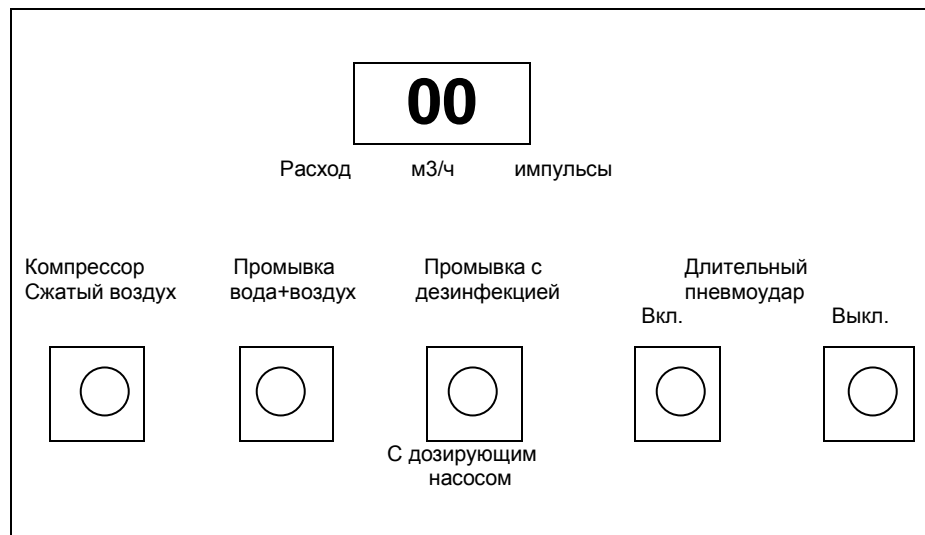 00
Расход м3/ч импульсы
Компрессор
Сжатый воздух
Промывка
вода+воздух
Промывка с
дезинфекцией
Длительный
пневмоудар
Вкл. Выкл.
С дозирующим
насосом